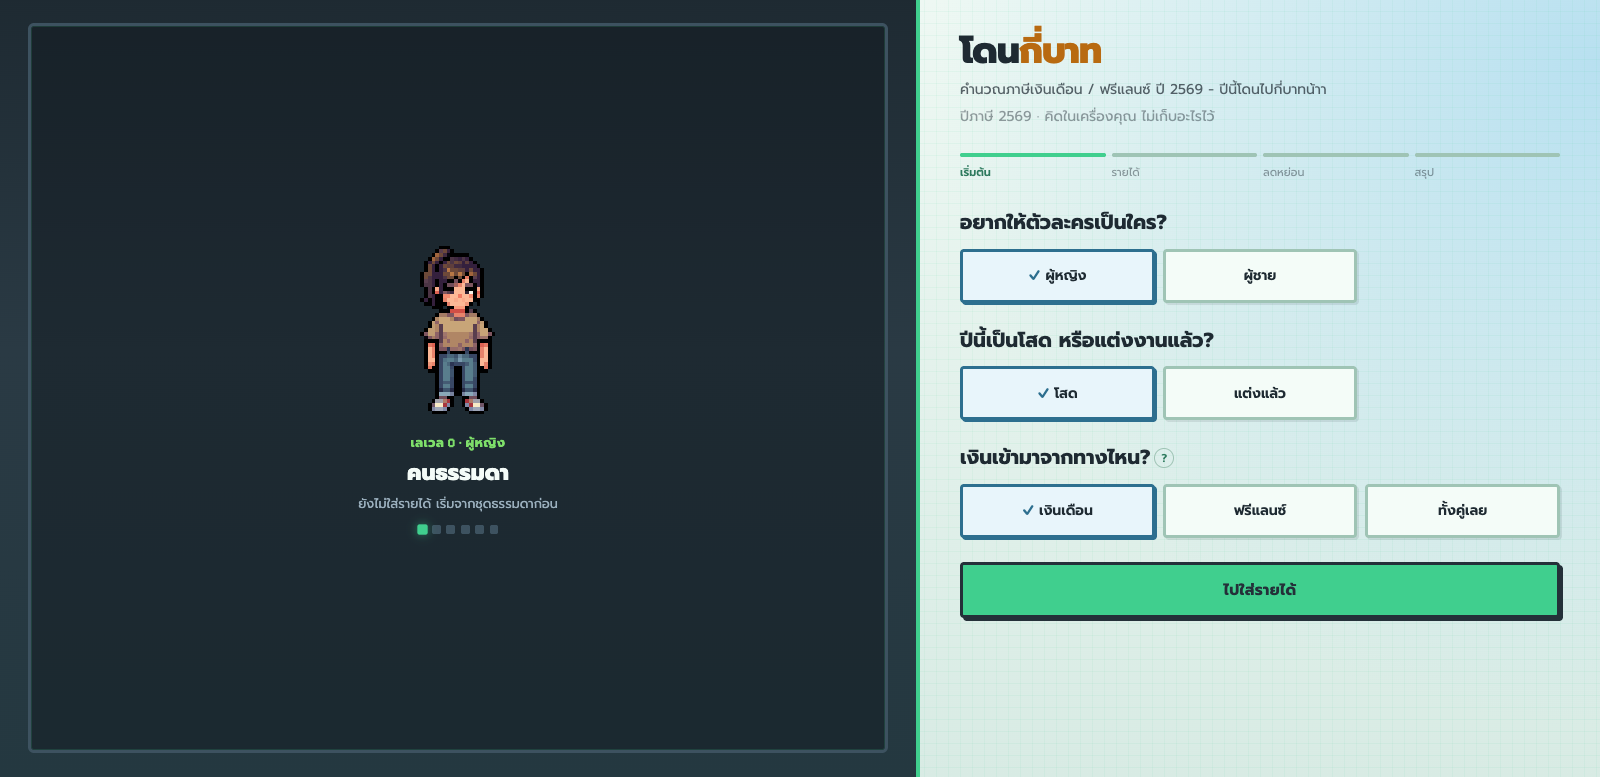 เลเวล 0 · ผู้หญิง
คนธรรมดา
ยังไม่ใส่รายได้ เริ่มจากชุดธรรมดาก่อน
โดนกี่บาท
คำนวณภาษีเงินเดือน / ฟรีแลนซ์ ปี 2569 - ปีนี้โดนไปกี่บาทน้าา
ปีภาษี 2569 · คิดในเครื่องคุณ ไม่เก็บอะไรไว้
เริ่มต้น รายได้ ลดหย่อน สรุป
อยากให้ตัวละครเป็นใคร?
✓ ผู้หญิง ผู้ชาย
ปีนี้เป็นโสด หรือแต่งงานแล้ว?
✓ โสด แต่งแล้ว
เงินเข้ามาจากทางไหน? ?
✓ เงินเดือน ฟรีแลนซ์ ทั้งคู่เลย
ไปใส่รายได้